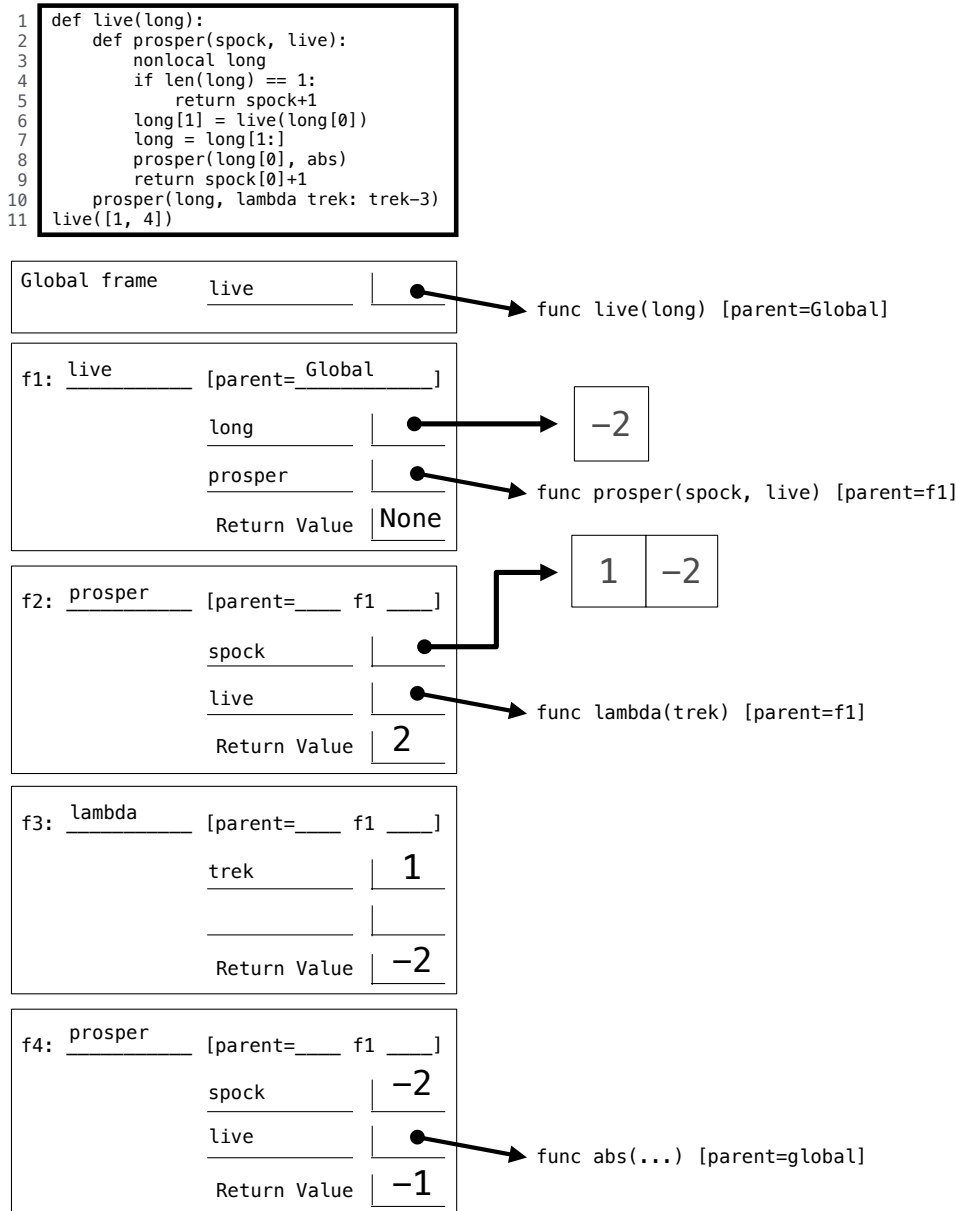 1 def live(long):
2     def prosper(spock, live):
3         nonlocal long
4         if len(long) == 1:
5             return spock+1
6         long[1] = live(long[0])
7         long = long[1:]
8         prosper(long[0], abs)
9         return spock[0]+1
10     prosper(long, lambda trek: trek-3)
11 live([1, 4])
Global frame live
func live(long) [parent=Global]
f1: live [parent=Global]
long
−2
prosper
func prosper(spock, live) [parent=f1]
Return Value None
1 −2
f2: prosper [parent=____ f1 ____]
spock
live
func lambda(trek) [parent=f1]
Return Value 2
f3: lambda [parent=____ f1 ____]
trek 1
Return Value −2
f4: prosper [parent=____ f1 ____]
spock −2
live
func abs(...) [parent=global]
Return Value −1